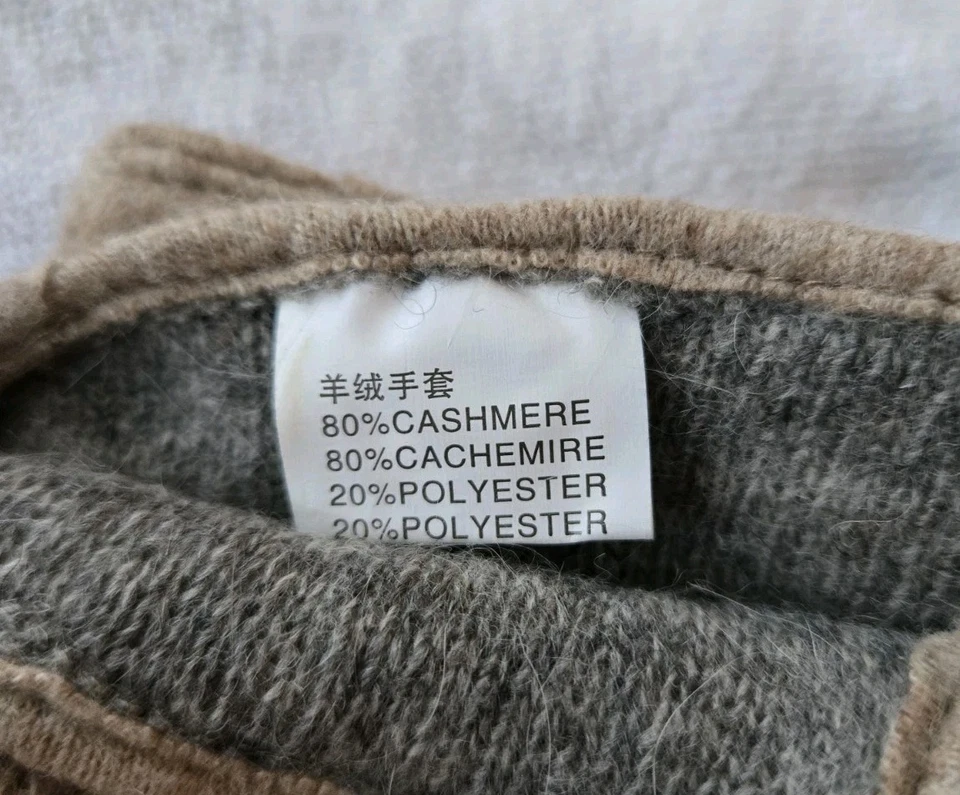 羊绒手套
80%CASHMERE
80%CACHEMIRE
20%POLYESTER
20%POLYESTER